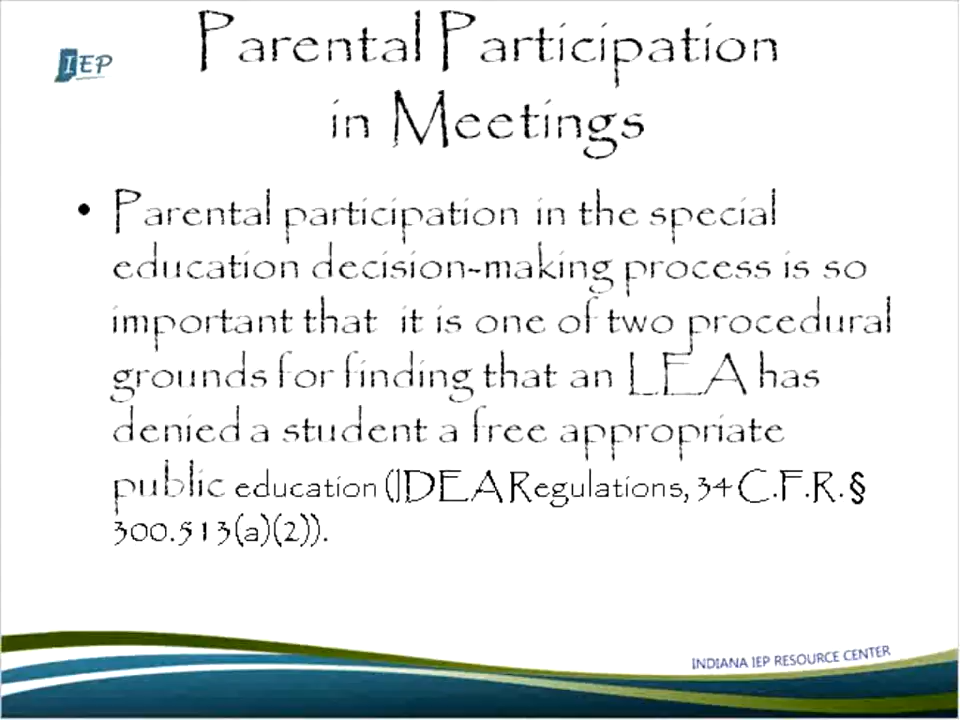 IEP
Parental Participation
in Meetings
• Parental participation in the special
education decision-making process is so
important that it is one of two procedural
grounds for finding that an LEA has
denied a student a free appropriate
public education (IDEA Regulations, 34 C.F.R. §
300.513(a)(2)).
INDIANA IEP RESOURCE CENTER